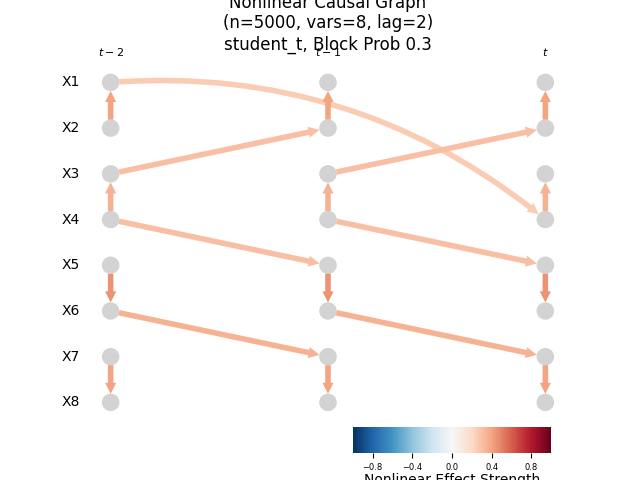 Nonlinear Causal Graph
(n=5000, vars=8, lag=2)
student_t, Block Prob 0.3
t − 2
t − 1
t
X1
X2
X3
X4
X5
X6
X7
X8
−0.8 −0.4 0.0 0.4 0.8
Nonlinear Effect Strength